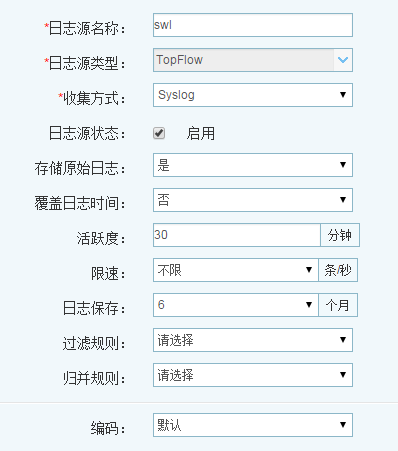 *日志源名称： swl
*日志源类型： TopFlow
*收集方式： Syslog
日志源状态： 启用
存储原始日志： 是
覆盖日志时间： 否
活跃度： 30 分钟
限速： 不限 条/秒
日志保存： 6 个月
过滤规则： 请选择
归并规则： 请选择
编码： 默认